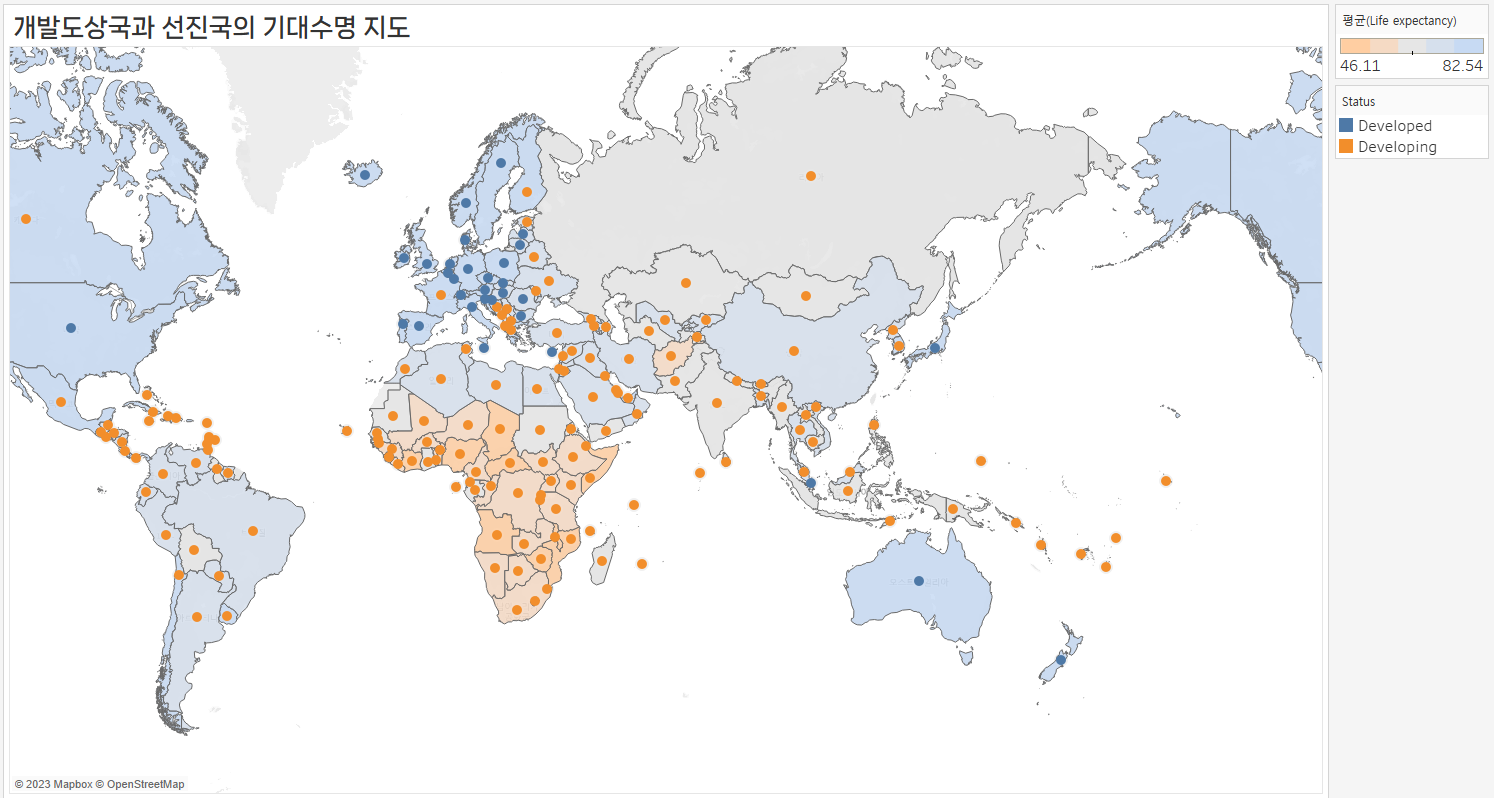 개발도상국과 선진국의 기대수명 지도
평균(Life expectancy)
46.11 82.54
Status
Developed
Developing
© 2023 Mapbox © OpenStreetMap